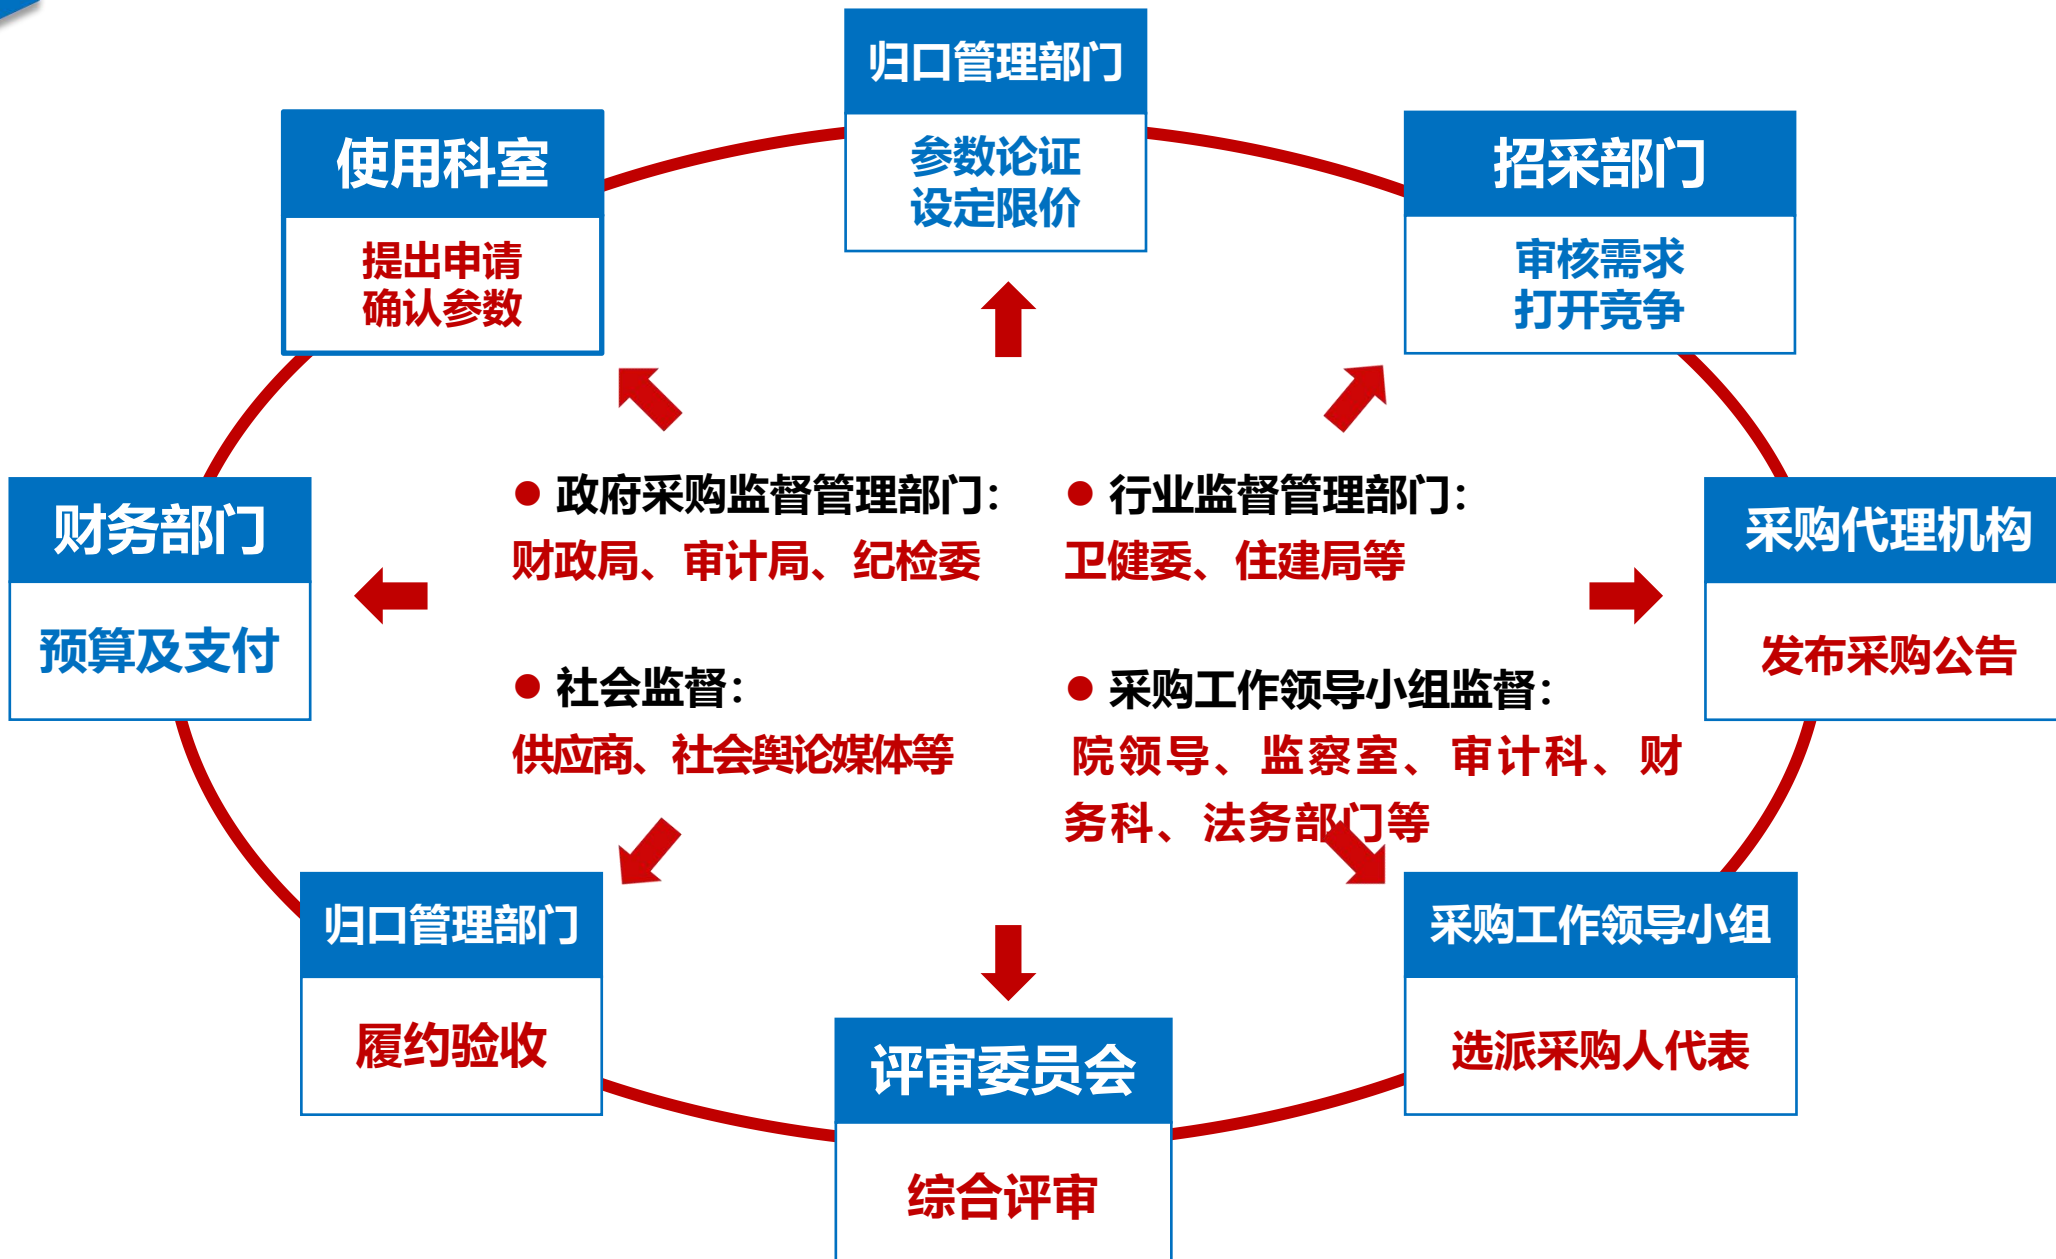 归口管理部门
参数论证
设定限价
使用科室
提出申请
确认参数
招采部门
审核需求
打开竞争
财务部门
预算及支付
● 政府采购监督管理部门：
财政局、审计局、纪检委
● 行业监督管理部门：
卫健委、住建局等
采购代理机构
发布采购公告
● 社会监督：
供应商、社会舆论媒体等
● 采购工作领导小组监督：
院领导、监察室、审计科、财
务科、法务部门等
归口管理部门
履约验收
评审委员会
综合评审
采购工作领导小组
选派采购人代表